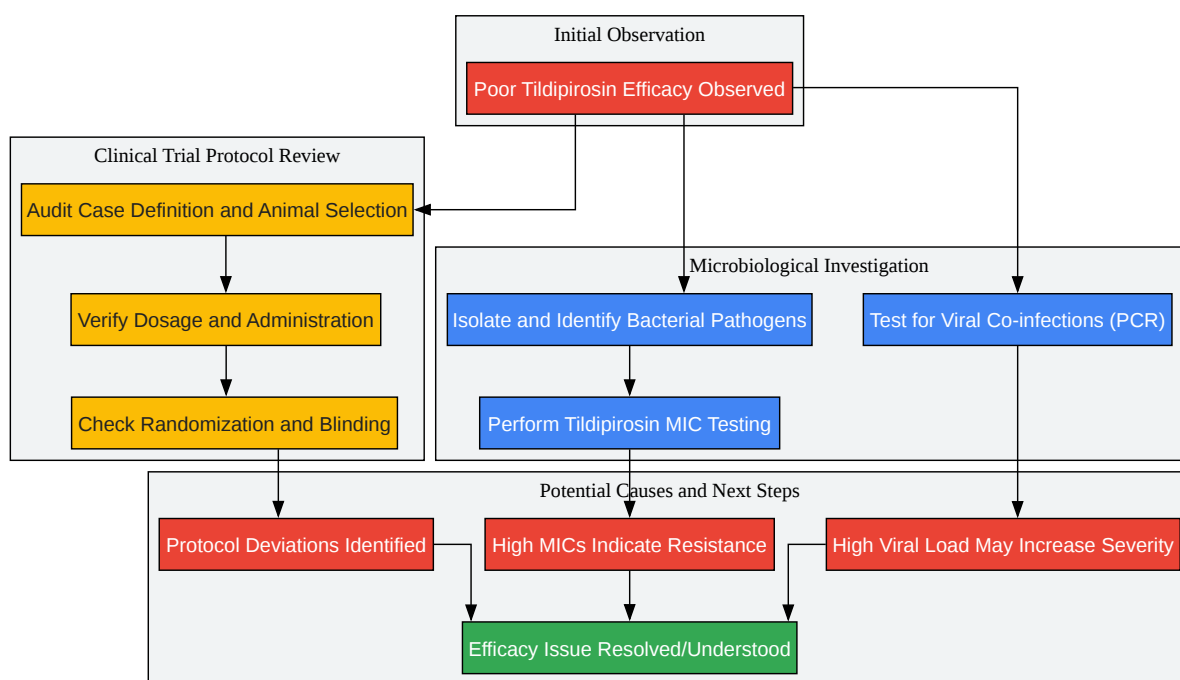 Initial Observation
Poor Tildipirosin Efficacy Observed
Clinical Trial Protocol Review
Audit Case Definition and Animal Selection
Verify Dosage and Administration
Check Randomization and Blinding
Microbiological Investigation
Isolate and Identify Bacterial Pathogens
Test for Viral Co-infections (PCR)
Perform Tildipirosin MIC Testing
Potential Causes and Next Steps
Protocol Deviations Identified
High MICs Indicate Resistance
High Viral Load May Increase Severity
Efficacy Issue Resolved/Understood